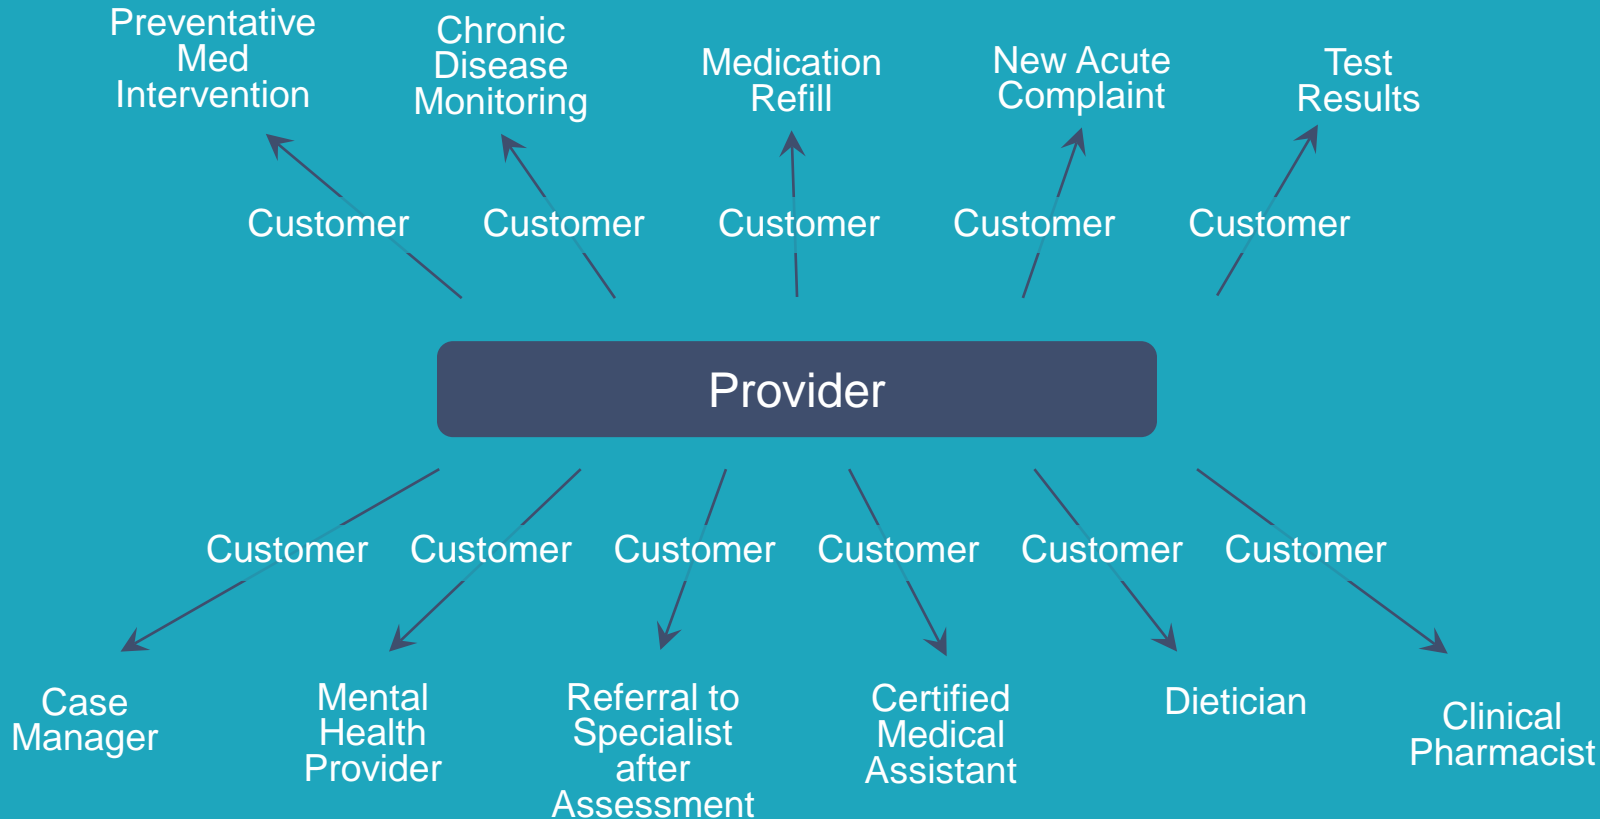 Preventative
Med
Intervention
Chronic
Disease
Monitoring
Medication
Refill
New Acute
Complaint
Test
Results
Customer
Customer
Customer
Customer
Customer
Provider
Customer
Customer
Customer
Customer
Customer
Customer
Case
Manager
Mental
Health
Provider
Referral to
Specialist
after
Assessment
Certified
Medical
Assistant
Dietician
Clinical
Pharmacist